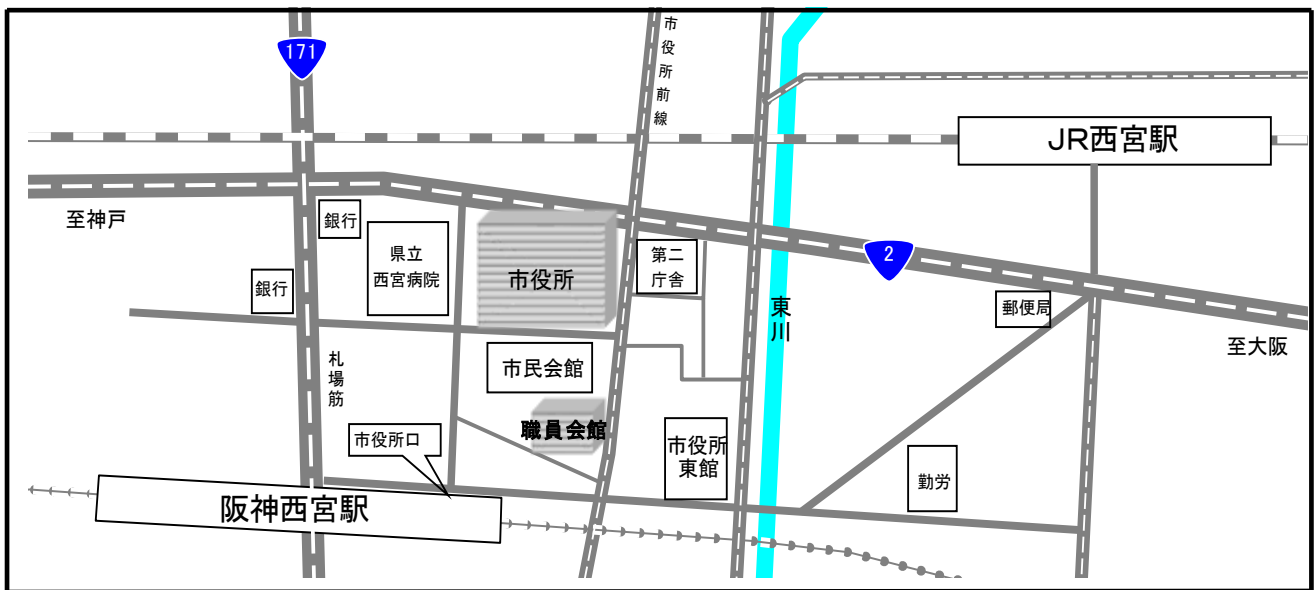 171
市役所前線
JR西宮駅
至神戸
銀行
県立
西宮病院
市役所
第二
庁舎
2
銀行
東川
郵便局
至大阪
札場筋
市民会館
職員会館
市役所口
市役所
東館
勤労
阪神西宮駅